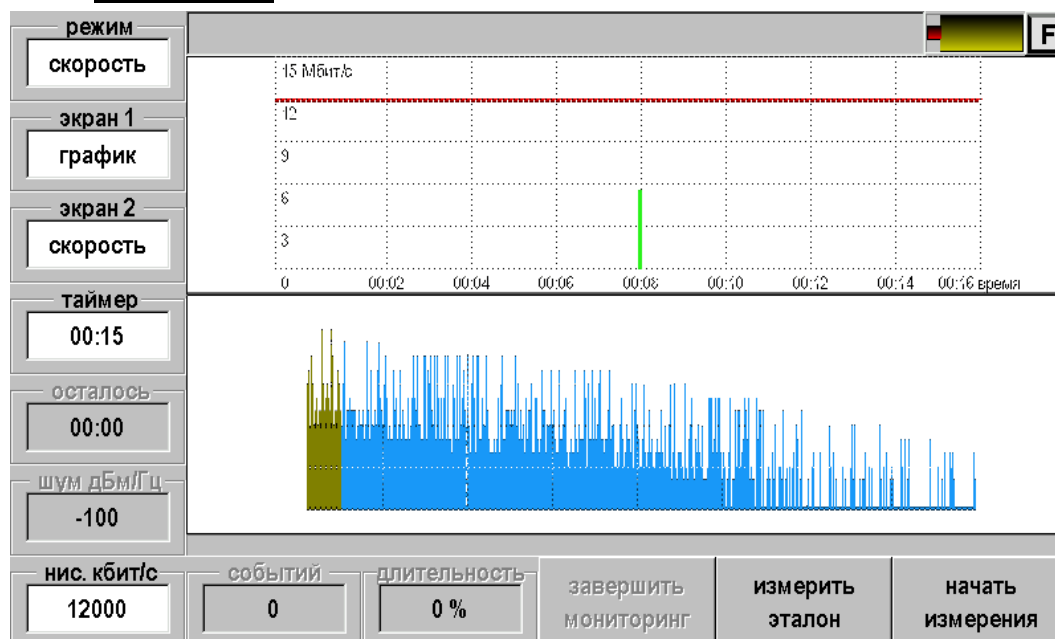 режим
скорость
экран 1
график
экран 2
скорость
таймер
00:15
осталось
00:00
шум дБм/Гц
-100
нис. кбит/с
12000
F
15 Мбит/с
12
9
6
3
0 00:02 00:04 00:06 00:08 00:10 00:12 00:14 00:16 время
событий
0
длительность
0 %
завершить
мониторинг
измерить
эталон
начать
измерения